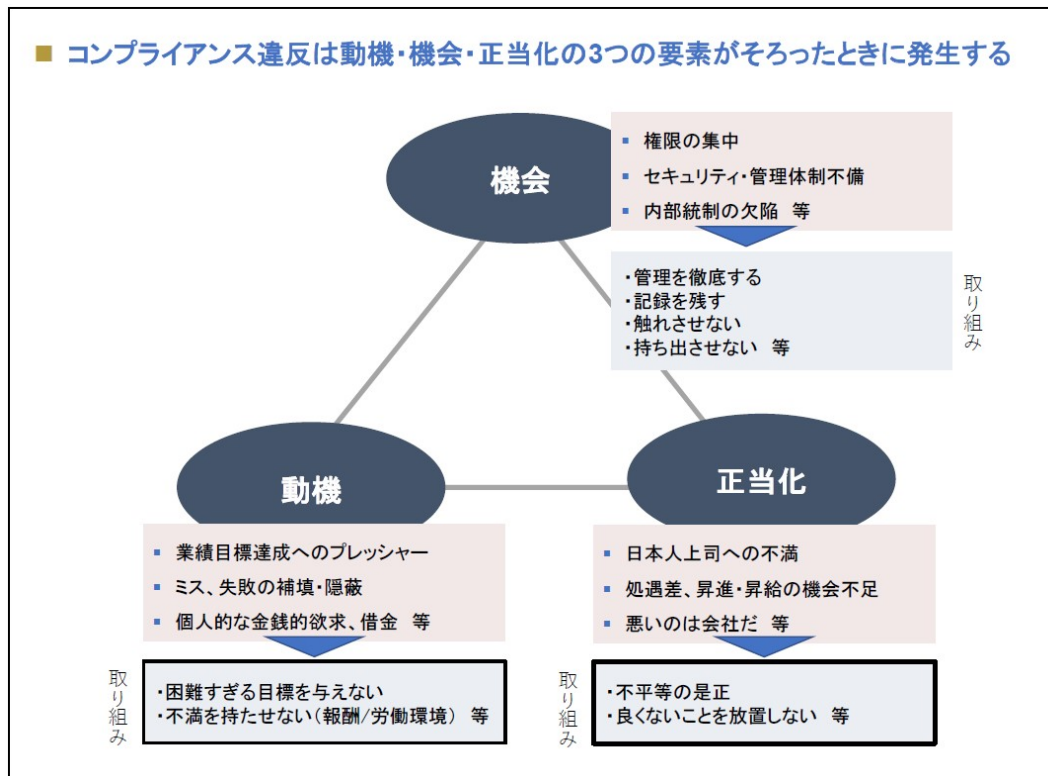 ■ コンプライアンス違反は動機・機会・正当化の3つの要素がそろったときに発生する
機会
▪ 権限の集中
▪ セキュリティ・管理体制不備
▪ 内部統制の欠陥 等
・管理を徹底する
・記録を残す
・触れさせない
・持ち出させない 等
取り組み
動機
▪ 業績目標達成へのプレッシャー
▪ ミス、失敗の補填・隠蔽
▪ 個人的な金銭的欲求、借金 等
取り組み
・困難すぎる目標を与えない
・不満を持たせない(報酬/労働環境) 等
正当化
▪ 日本人上司への不満
▪ 処遇差、昇進・昇給の機会不足
▪ 悪いのは会社だ 等
取り組み
・不平等の是正
・良くないことを放置しない 等